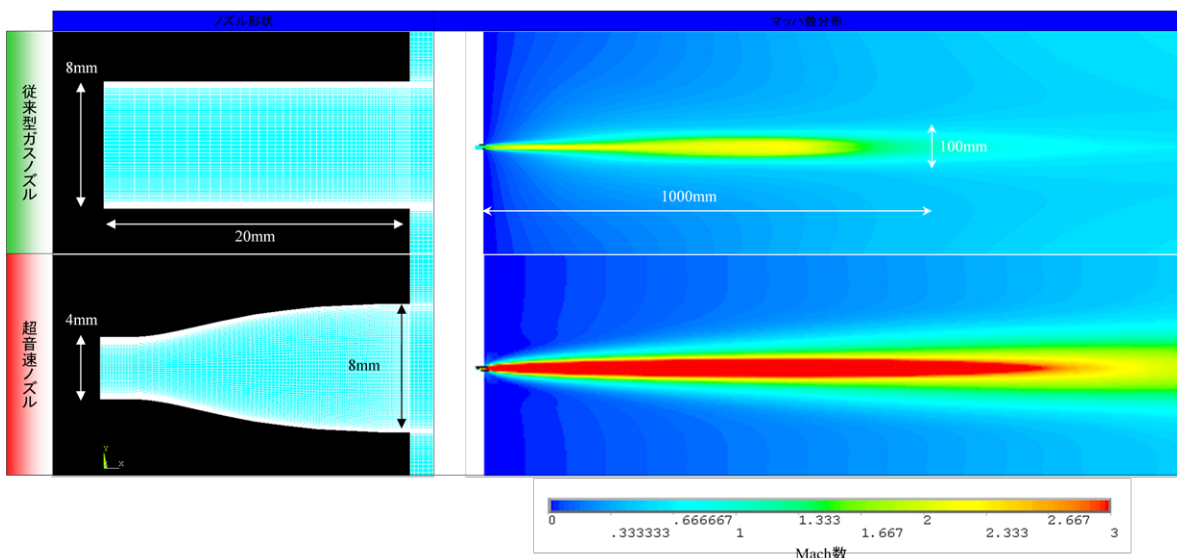 ノズル形状
マッハ数分布
従来型ガスノズル
8mm
20mm
1000mm
100mm
超音速ノズル
4mm
8mm
Y
X
0 .666667 1.333 2 2.667
.333333 1 1.667 2.333 3
Mach数